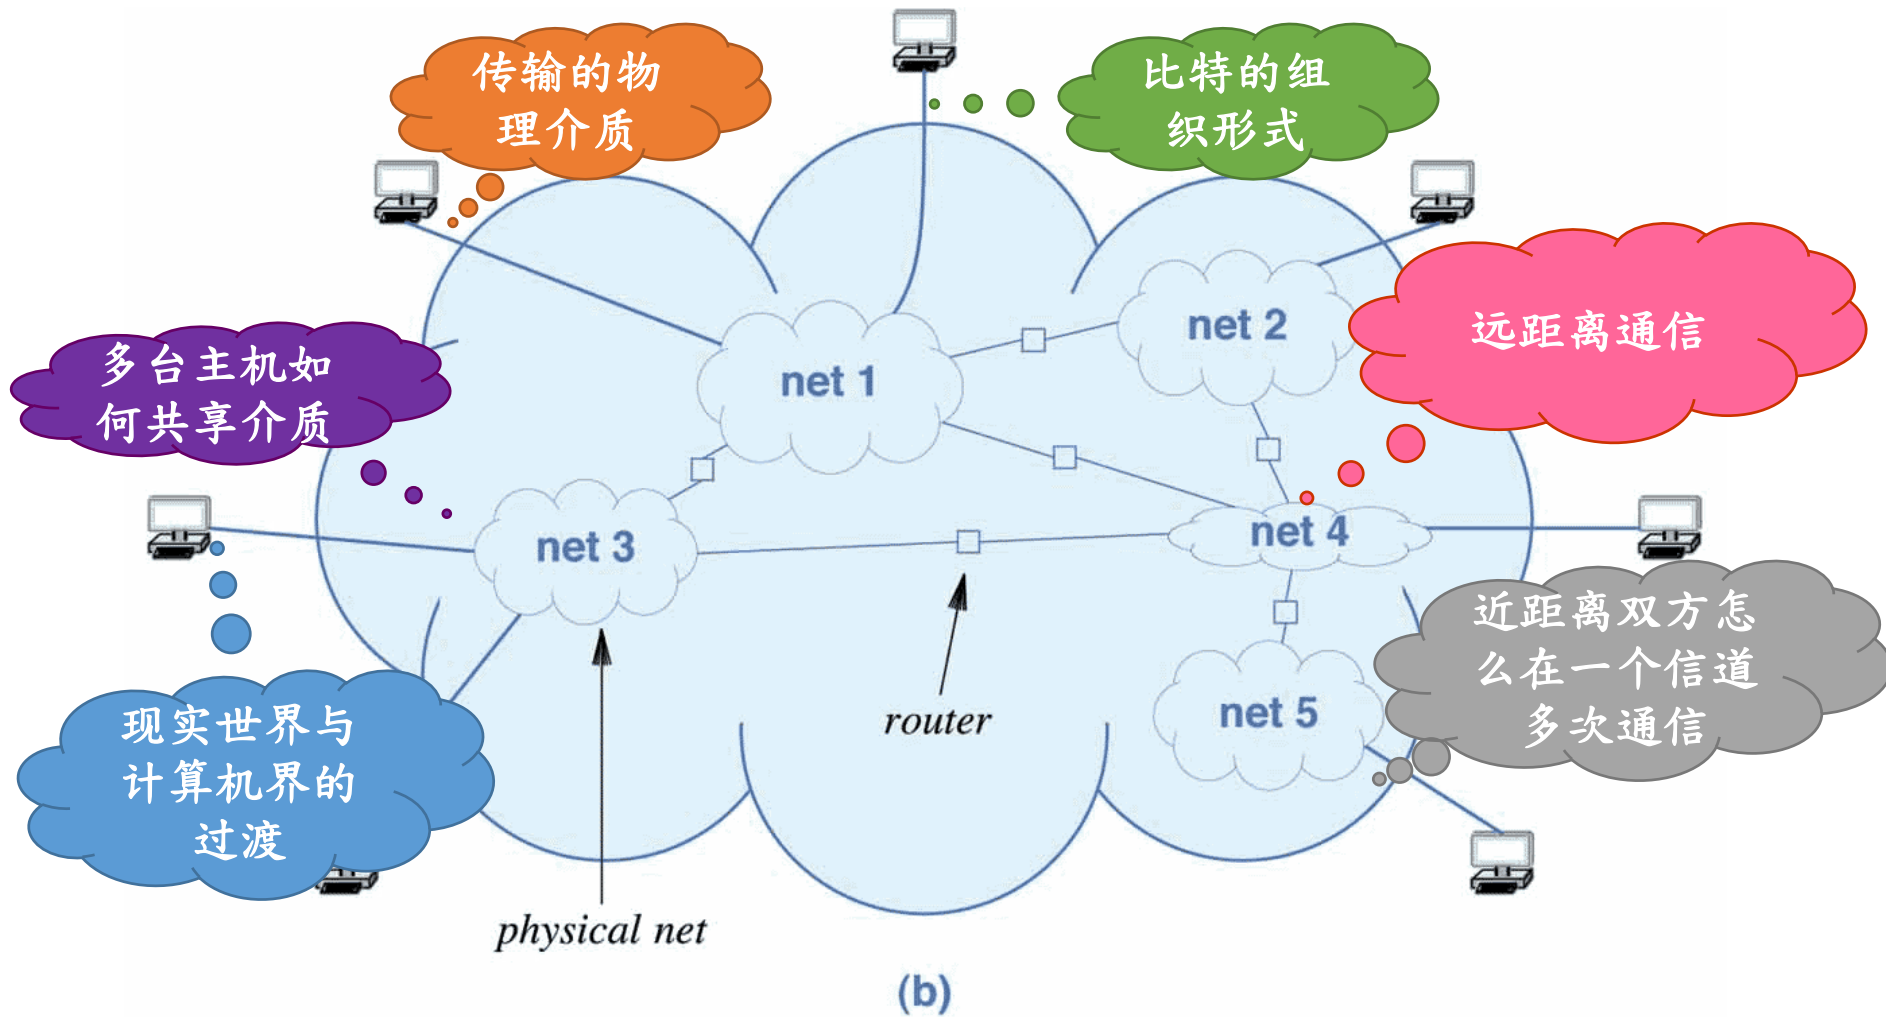 传输的物
理介质
比特的组
织形式
远距离通信
net 2
多台主机如
何共享介质
net 1
net 3
net 4
近距离双方怎
么在一个信道
多次通信
现实世界与
计算机界的
过渡
router
net 5
physical net
(b)